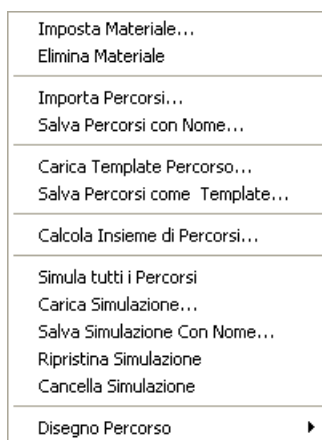 Imposta Materiale...
Elimina Materiale
Importa Percorsi...
Salva Percorsi con Nome...
Carica Template Percorso...
Salva Percorsi come  Template...
Calcola Insieme di Percorsi...
Simula tutti i Percorsi
Carica Simulazione...
Salva Simulazione Con Nome...
Ripristina Simulazione
Cancella Simulazione
Disegno Percorso